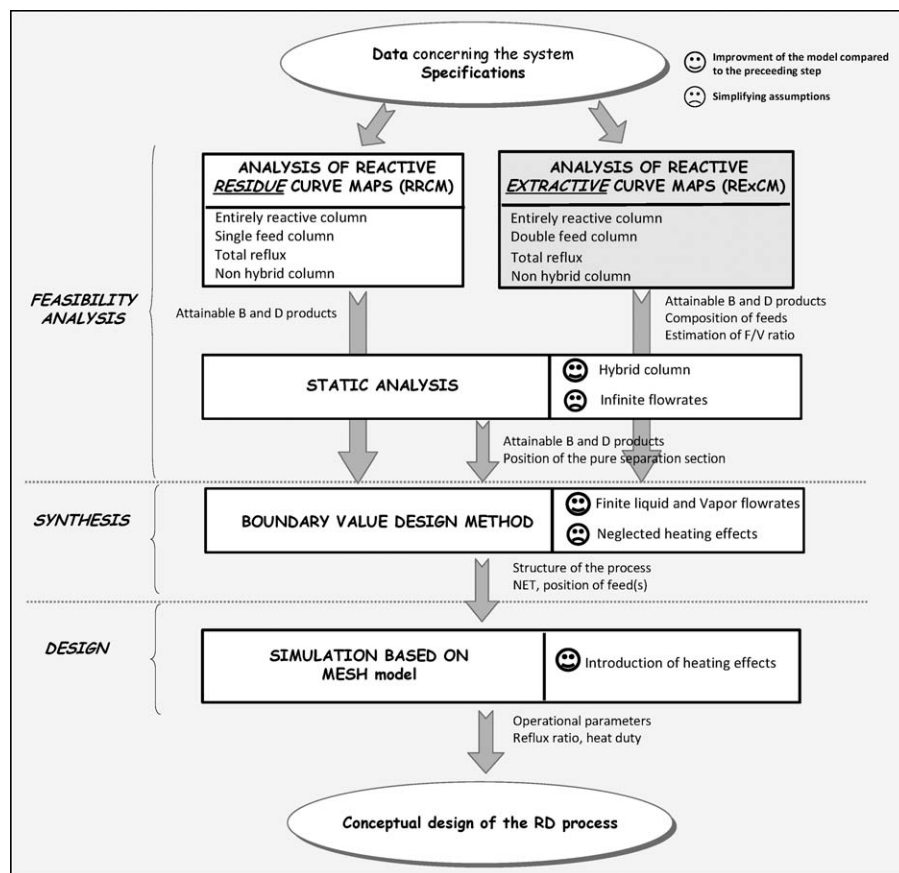 Data concerning the system
Specifications
Improvment of the model compared
to the preceeding step
Simplifying assumptions
ANALYSIS OF REACTIVE
RESIDUE CURVE MAPS (RRCM)
Entirely reactive column
Single feed column
Total reflux
Non hybrid column
ANALYSIS OF REACTIVE
EXTRACTIVE CURVE MAPS (RExCM)
Entirely reactive column
Double feed column
Total reflux
Non hybrid column
FEASIBILITY
ANALYSIS
Attainable B and D products
Attainable B and D products
Composition of feeds
Estimation of F/V ratio
STATIC ANALYSIS
Hybrid column
Infinite flowrates
Attainable B and D products
Position of the pure separation section
SYNTHESIS
BOUNDARY VALUE DESIGN METHOD
Finite liquid and Vapor flowrates
Neglected heating effects
Structure of the process
NET, position of feed(s)
DESIGN
SIMULATION BASED ON
MESH model
Introduction of heating effects
Operational parameters
Reflux ratio, heat duty
Conceptual design of the RD process